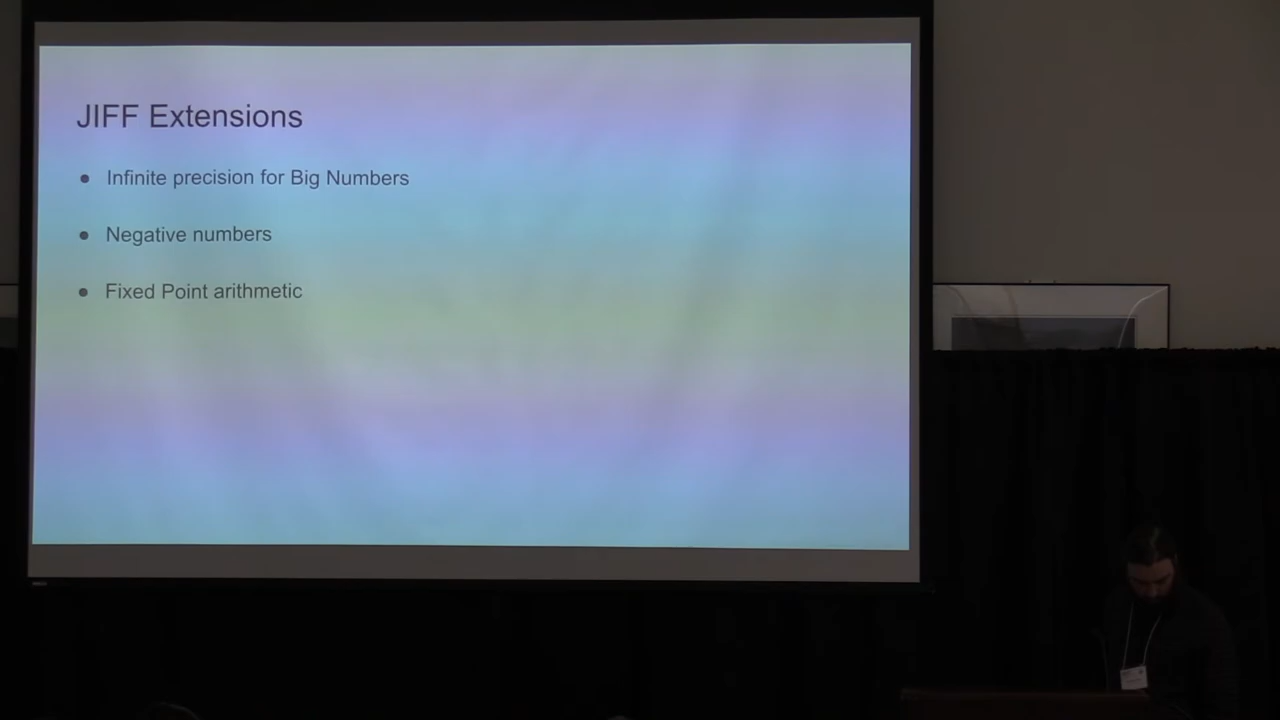 JIFF Extensions
● Infinite precision for Big Numbers
● Negative numbers
● Fixed Point arithmetic